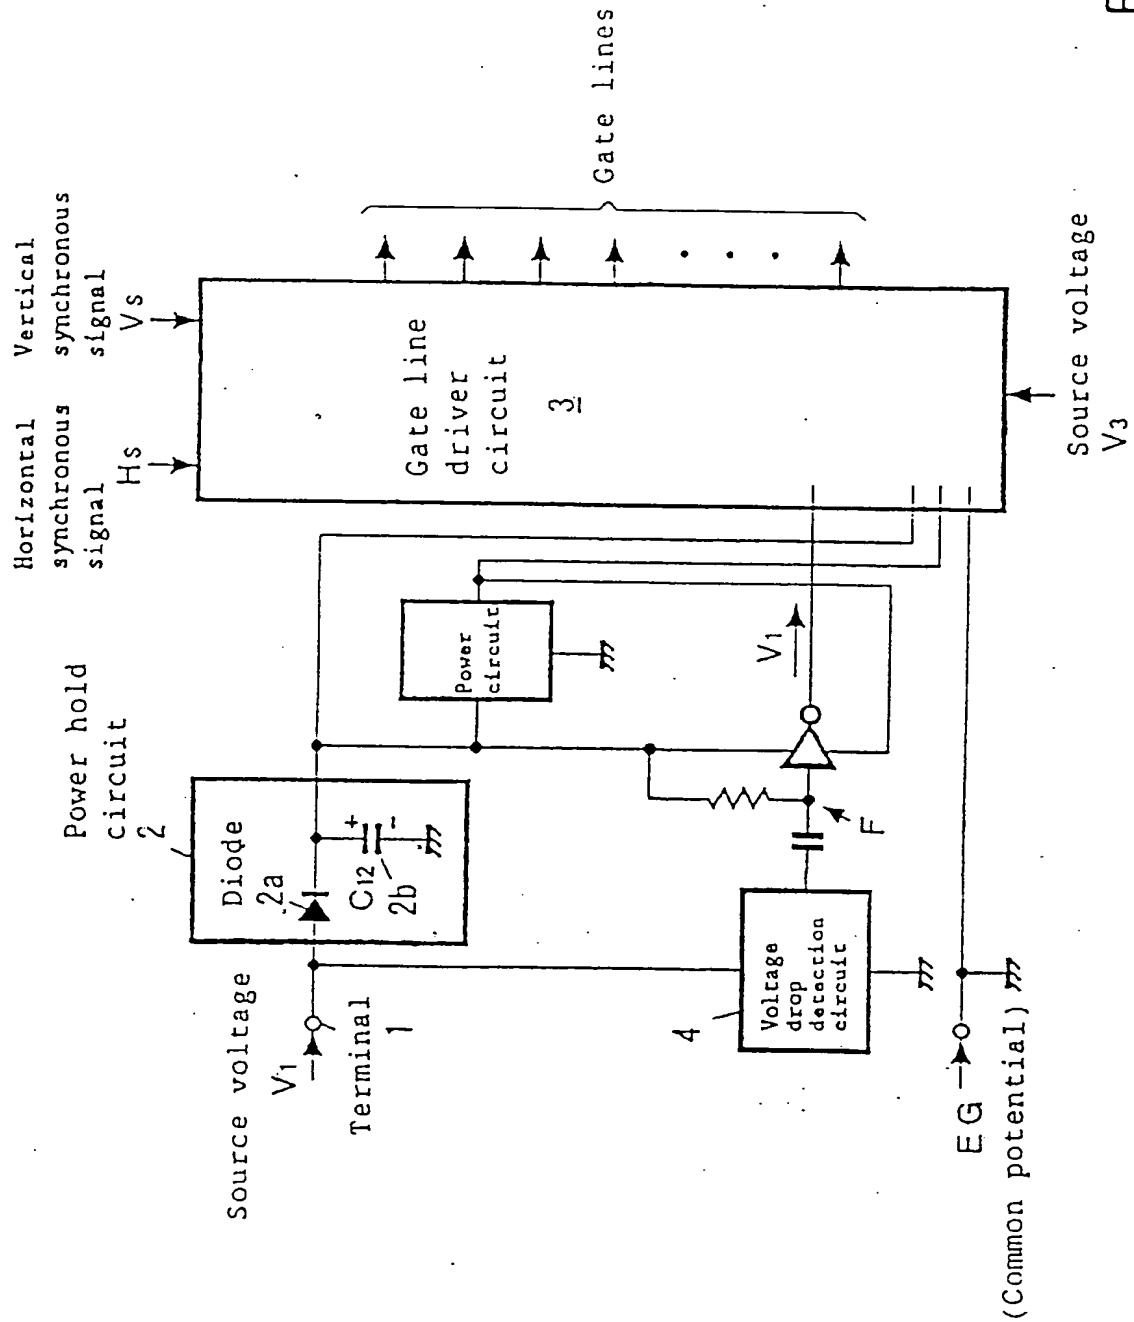 Horizontal
synchronous
signal
Hs
Vertical
synchronous
signal
Vs
Power hold
circuit
2
Diode
2a
C12
+
-
2b
Source voltage
V1
Terminal
1
Power
circuit
Gate line
driver
circuit
3
Gate lines
V1
F
4
Voltage
drop
detection
circuit
EG
(Common potential)
Source voltage
V3